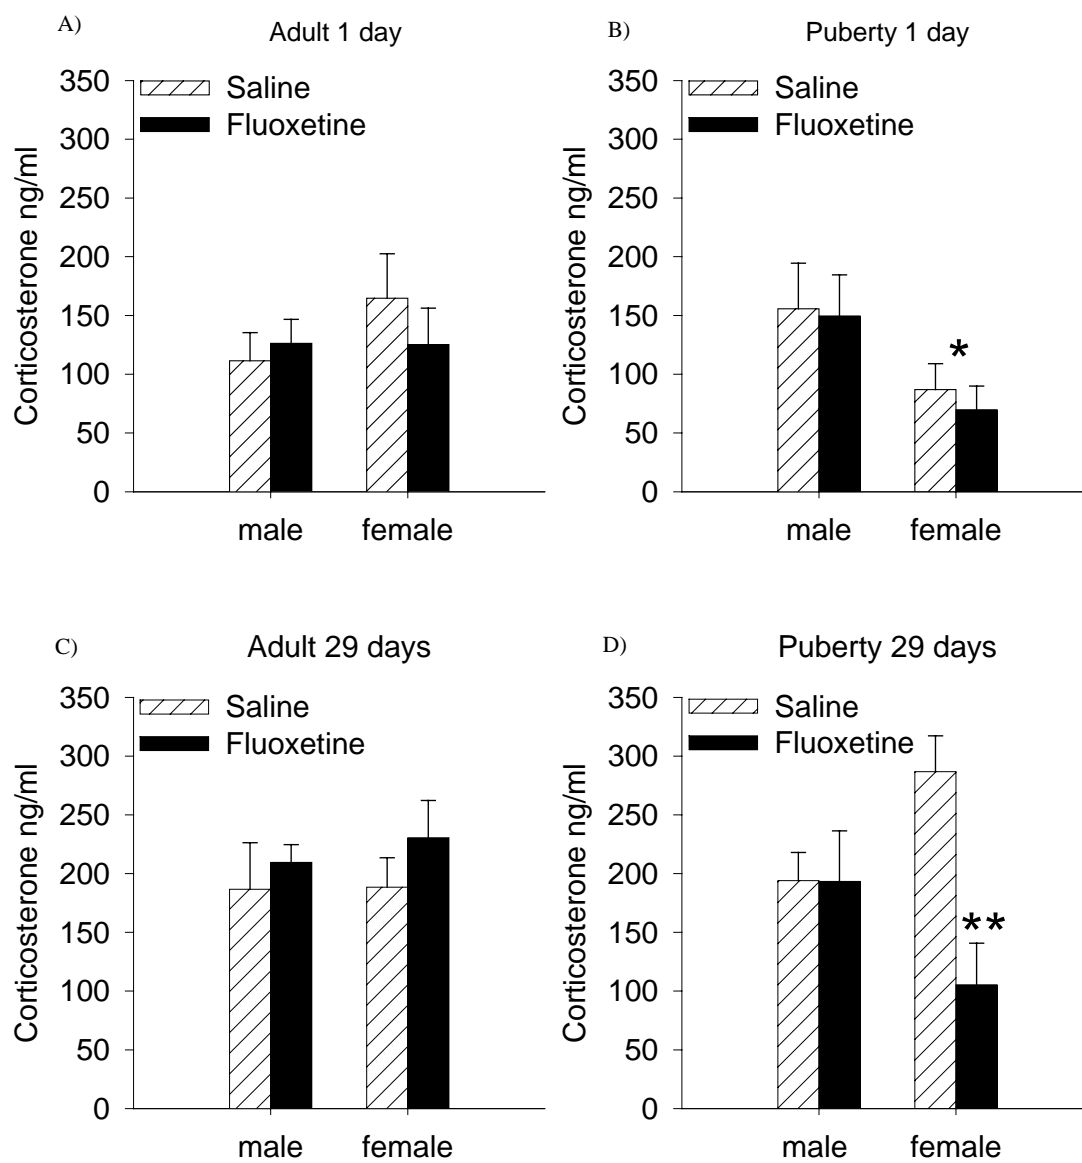 A)
Adult 1 day
Corticosterone ng/ml
350
300
250
200
150
100
50
0
Saline
Fluoxetine
male
female
B)
Puberty 1 day
Corticosterone ng/ml
350
300
250
200
150
100
50
0
Saline
Fluoxetine
*
male
female
C)
Adult 29 days
Corticosterone ng/ml
350
300
250
200
150
100
50
0
Saline
Fluoxetine
male
female
D)
Puberty 29 days
Corticosterone ng/ml
350
300
250
200
150
100
50
0
Saline
Fluoxetine
**
male
female